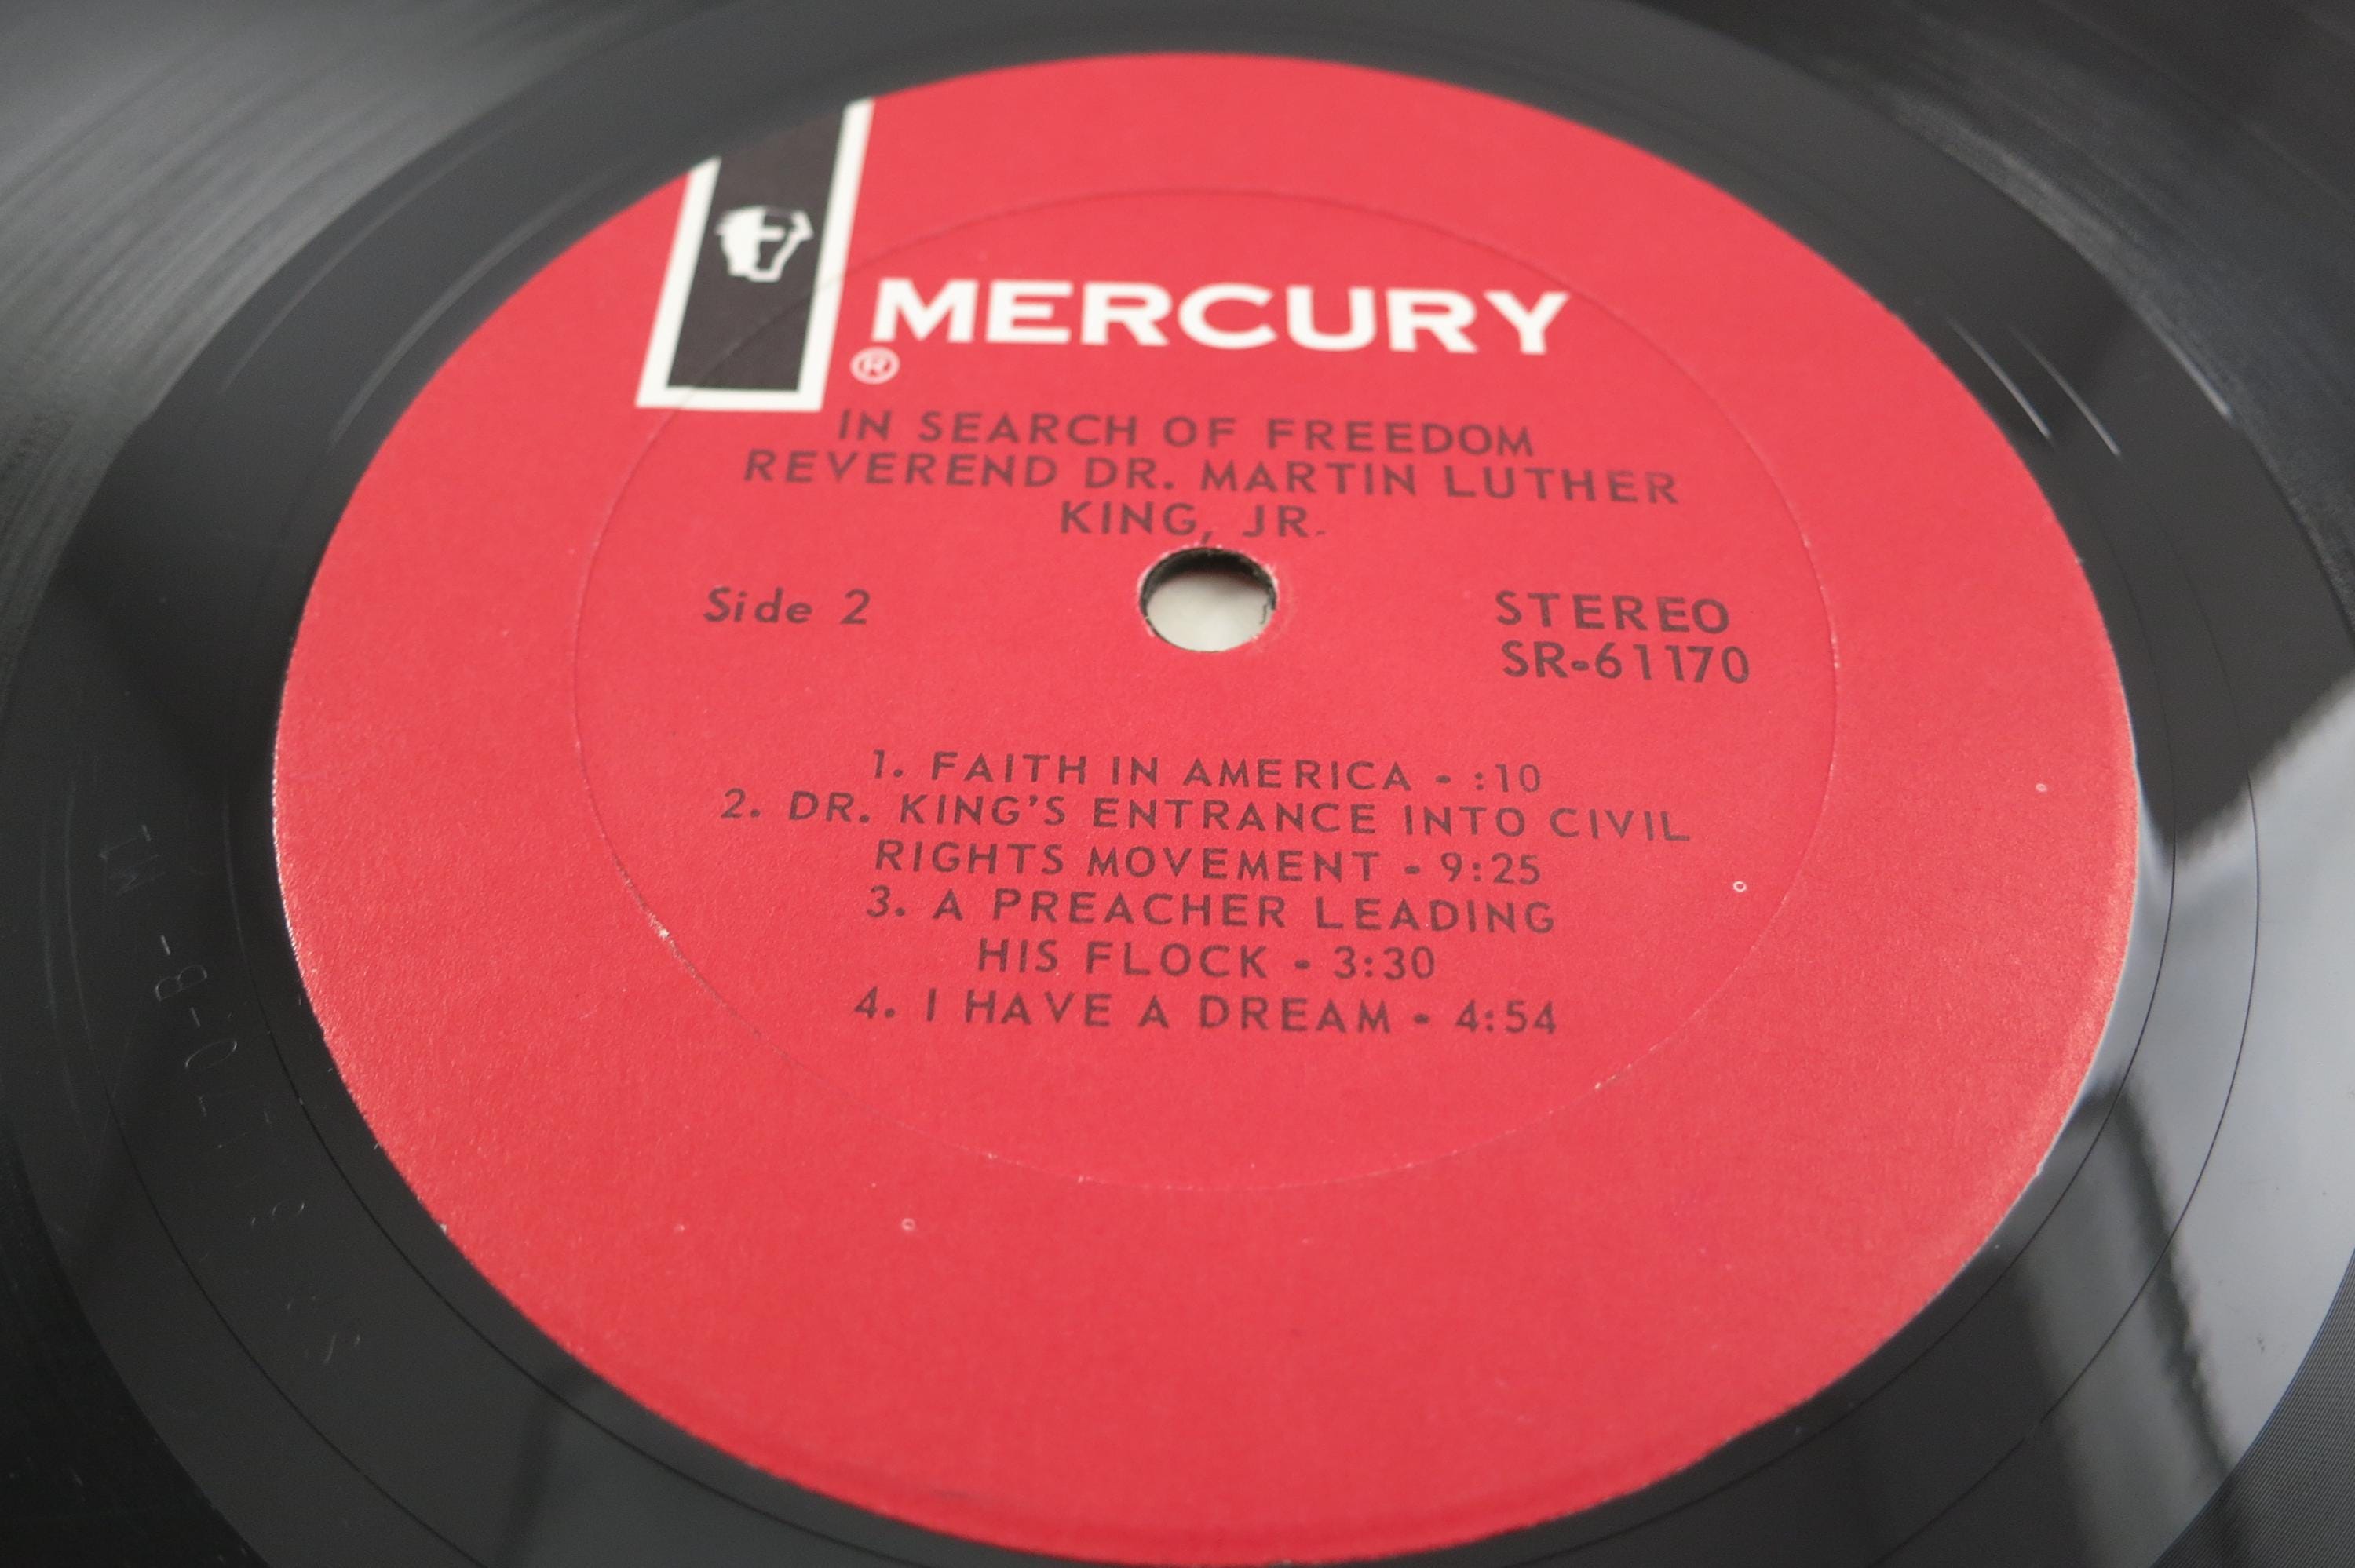 MERCURY
®
IN SEARCH OF FREEDOM
REVEREND DR. MARTIN LUTHER
KING, JR.
Side 2
STEREO
SR-61170
1. FAITH IN AMERICA - :10
2. DR. KING'S ENTRANCE INTO CIVIL
RIGHTS MOVEMENT - 9:25
3. A PREACHER LEADING
HIS FLOCK - 3:30
4. I HAVE A DREAM - 4:54